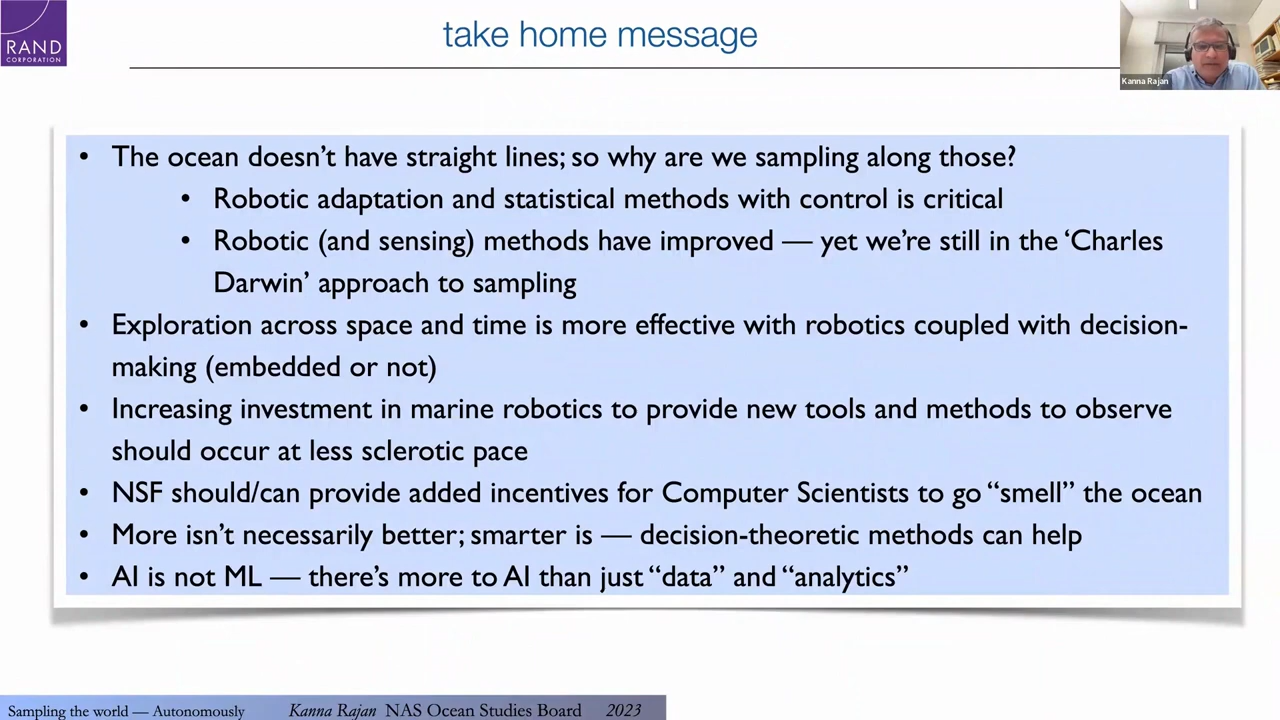 RAND
CORPORATION
take home message
Kanna Rajan
• The ocean doesn’t have straight lines; so why are we sampling along those?
• Robotic adaptation and statistical methods with control is critical
• Robotic (and sensing) methods have improved — yet we’re still in the ‘Charles
Darwin’ approach to sampling
• Exploration across space and time is more effective with robotics coupled with decision-
making (embedded or not)
• Increasing investment in marine robotics to provide new tools and methods to observe
should occur at less sclerotic pace
• NSF should/can provide added incentives for Computer Scientists to go “smell” the ocean
• More isn’t necessarily better; smarter is — decision-theoretic methods can help
• AI is not ML — there’s more to AI than just “data” and “analytics”
Sampling the world — Autonomously Kanna Rajan NAS Ocean Studies Board 2023